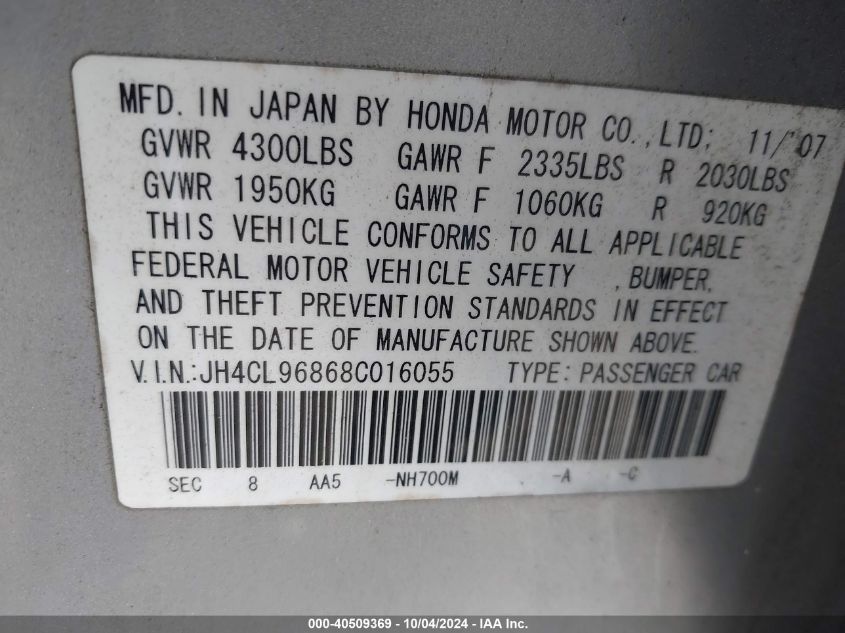 MFD. IN JAPAN BY HONDA MOTOR CO., LTD; 11/'07
GVWR 4300LBS GAWR F 2335LBS R 2030LBS
GVWR 1950KG GAWR F 1060KG R 920KG
THIS VEHICLE CONFORMS TO ALL APPLICABLE
FEDERAL MOTOR VEHICLE SAFETY , BUMPER,
AND THEFT PREVENTION STANDARDS IN EFFECT
ON THE DATE OF MANUFACTURE SHOWN ABOVE.
V.I.N.:JH4CL96868C016055 TYPE: PASSENGER CAR
SEC 8 AA5 -NH700M -A -C
000-40509369 - 10/04/2024 - IAA Inc.